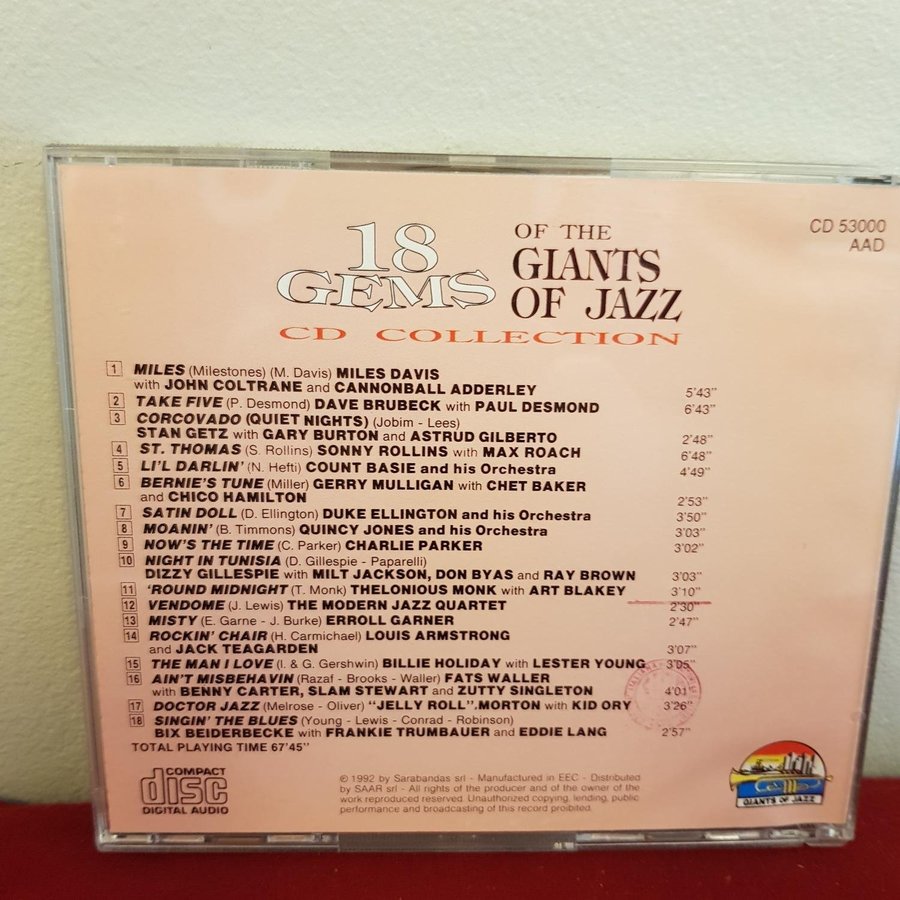 18 GEMS OF THE GIANTS OF JAZZ
CD COLLECTION
CD 53000
AAD
1 MILES (Milestones) (M. Davis) MILES DAVIS
with JOHN COLTRANE and CANNONBALL ADDERLEY 5'43"
2 TAKE FIVE (P. Desmond) DAVE BRUBECK with PAUL DESMOND 6'43"
3 CORCOVADO (QUIET NIGHTS) (Jobim - Lees)
STAN GETZ with GARY BURTON and ASTRUD GILBERTO 2'48"
4 ST. THOMAS (S. Rollins) SONNY ROLLINS with MAX ROACH 6'48"
5 LI'L DARLIN' (N. Hefti) COUNT BASIE and his Orchestra 4'49"
6 BERNIE'S TUNE (Miller) GERRY MULLIGAN with CHET BAKER
and CHICO HAMILTON 2'53"
7 SATIN DOLL (D. Ellington) DUKE ELLINGTON and his Orchestra 3'50"
8 MOANIN' (B. Timmons) QUINCY JONES and his Orchestra 3'03"
9 NOW'S THE TIME (C. Parker) CHARLIE PARKER 3'02"
10 NIGHT IN TUNISIA (D. Gillespie - Paparelli)
DIZZY GILLESPIE with MILT JACKSON, DON BYAS and RAY BROWN 3'03"
11 'ROUND MIDNIGHT (T. Monk) THELONIOUS MONK with ART BLAKEY 3'10"
12 VENDOME (J. Lewis) THE MODERN JAZZ QUARTET 2'30"
13 MISTY (E. Garne - J. Burke) ERROLL GARNER 2'47"
14 ROCKIN' CHAIR (H. Carmichael) LOUIS ARMSTRONG
and JACK TEAGARDEN 3'07"
15 THE MAN I LOVE (I. & G. Gershwin) BILLIE HOLIDAY with LESTER YOUNG 3'05"
16 AIN'T MISBEHAVIN (Razaf - Brooks - Waller) FATS WALLER
with BENNY CARTER, SLAM STEWART and ZUTTY SINGLETON 4'01"
17 DOCTOR JAZZ (Melrose - Oliver) "JELLY ROLL".MORTON with KID ORY 3'26"
18 SINGIN' THE BLUES (Young - Lewis - Conrad - Robinson)
BIX BEIDERBECKE with FRANKIE TRUMBAUER and EDDIE LANG 2'57"
TOTAL PLAYING TIME 67'45"
COMPACT
disc
DIGITAL AUDIO
© 1992 by Sarabandas srl - Manufactured in EEC - Distributed
by SAAR srl - All rights of the producer and of the owner of the
work reproduced reserved. Unauthorized copying, lending, public
performance and broadcasting of this record proibited.
GIANTS OF JAZZ